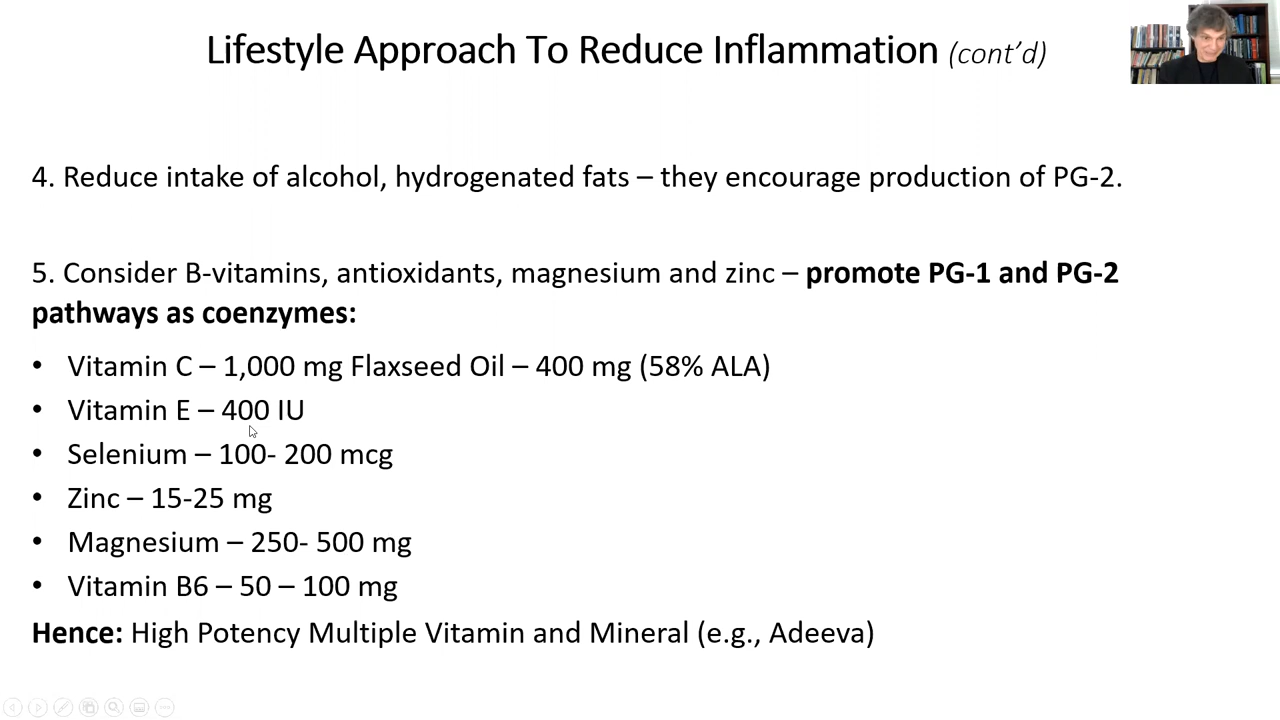 Lifestyle Approach To Reduce Inflammation (cont’d)
4. Reduce intake of alcohol, hydrogenated fats – they encourage production of PG-2.
5. Consider B-vitamins, antioxidants, magnesium and zinc – promote PG-1 and PG-2
pathways as coenzymes:
• Vitamin C – 1,000 mg Flaxseed Oil – 400 mg (58% ALA)
• Vitamin E – 400 IU
• Selenium – 100- 200 mcg
• Zinc – 15-25 mg
• Magnesium – 250- 500 mg
• Vitamin B6 – 50 – 100 mg
Hence: High Potency Multiple Vitamin and Mineral (e.g., Adeeva)